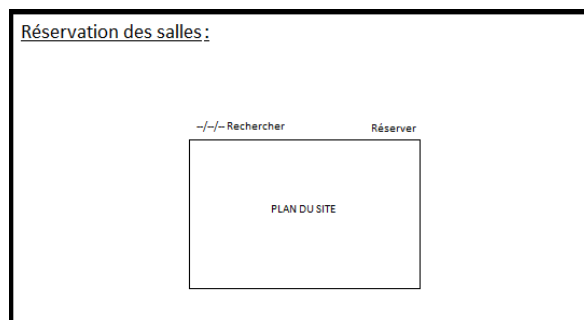 Réservation des salles :
--/--/-- Rechercher Réserver
PLAN DU SITE